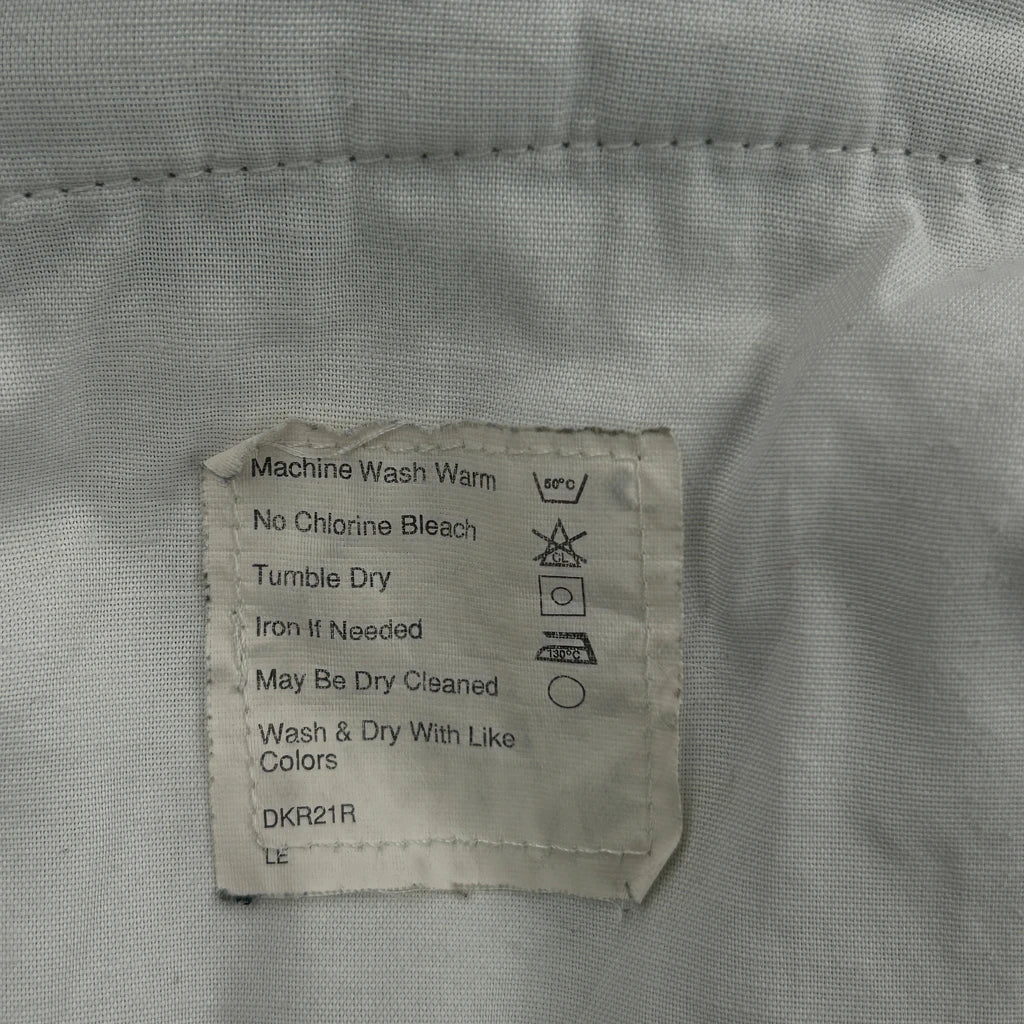 Machine Wash Warm 50°C
No Chlorine Bleach CL
Tumble Dry
Iron If Needed 130°C
May Be Dry Cleaned
Wash & Dry With Like
Colors
DKR21R
LE